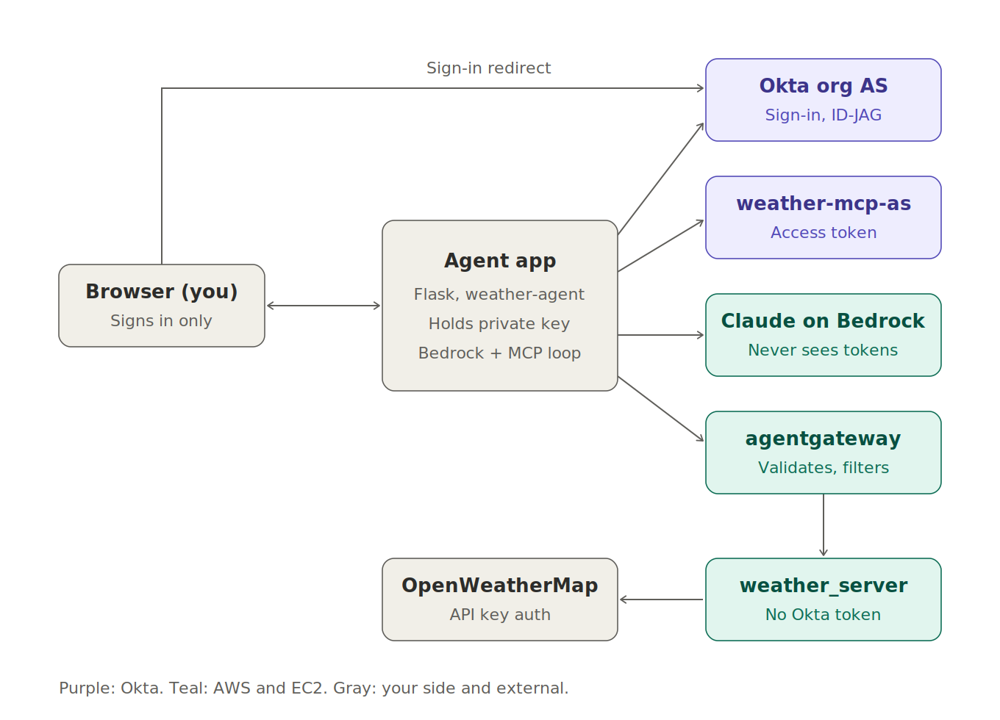 Sign-in redirect
Okta org AS
Sign-in, ID-JAG
weather-mcp-as
Access token
Browser (you)
Signs in only
Agent app
Flask, weather-agent
Holds private key
Bedrock + MCP loop
Claude on Bedrock
Never sees tokens
agentgateway
Validates, filters
OpenWeatherMap
API key auth
weather_server
No Okta token
Purple: Okta. Teal: AWS and EC2. Gray: your side and external.